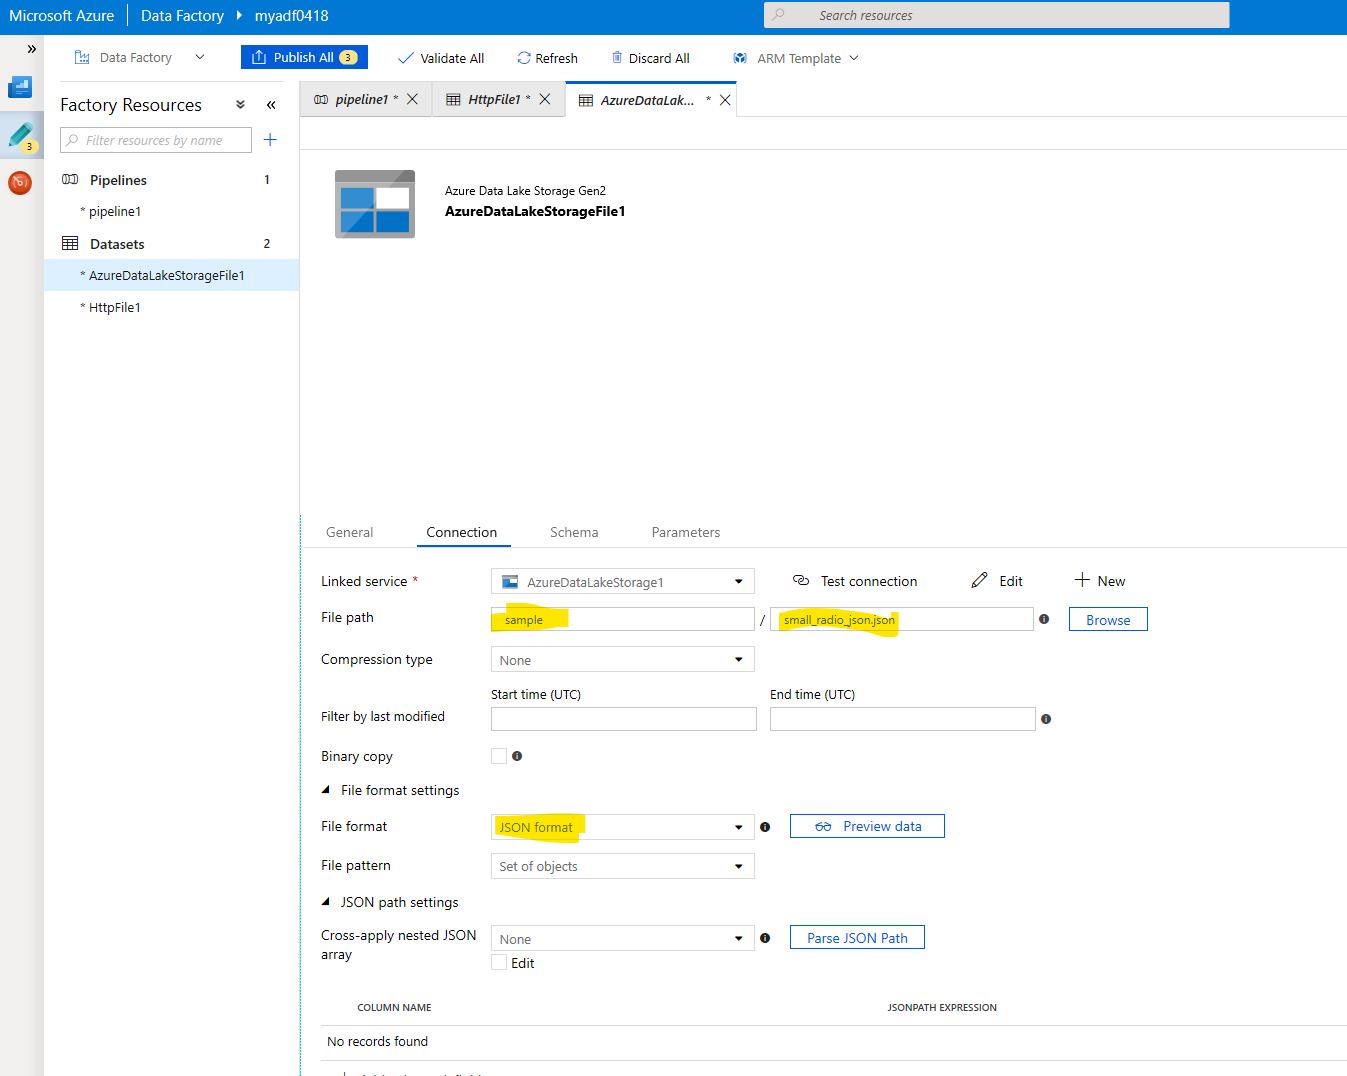 Microsoft Azure Data Factory myadf0418 Search resources
Data Factory Publish All 3 Validate All Refresh Discard All ARM Template
Factory Resources
pipeline1 * HttpFile1 * AzureDataLak... *
Filter resources by name
3
Pipelines 1
* pipeline1
Datasets 2
* AzureDataLakeStorageFile1
* HttpFile1
Azure Data Lake Storage Gen2
AzureDataLakeStorageFile1
General Connection Schema Parameters
Linked service * AzureDataLakeStorage1 Test connection Edit New
File path sample / small_radio_json.json Browse
Compression type None
Start time (UTC) End time (UTC)
Filter by last modified
Binary copy
File format settings
File format JSON format Preview data
File pattern Set of objects
JSON path settings
Cross-apply nested JSON array None Parse JSON Path
Edit
COLUMN NAME JSONPATH EXPRESSION
No records found